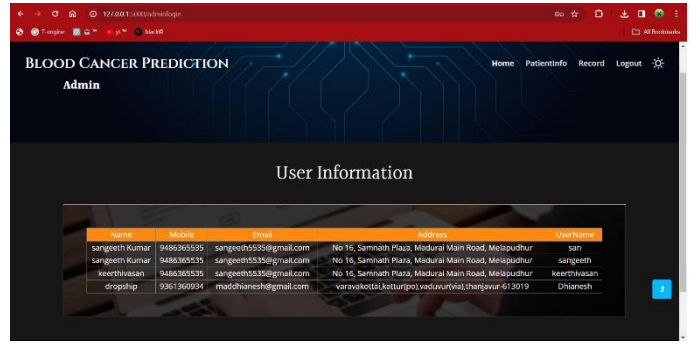 127.0.0.1:5000/adminlogin
T-engine yt™ black®
All Bookmarks
BLOOD CANCER PREDICTION
Home PatientInfo Record Logout
Admin
User Information
Name Mobile Email Address UserName
sangeeth Kumar 9486365535 sangeeth5535@gmail.com No 16, Samnath Plaza, Madurai Main Road, Melapudhur san
sangeeth Kumar 9486365535 sangeeth5535@gmail.com No 16, Samnath Plaza, Madurai Main Road, Melapudhur sangeeth
keerthivasan 9486365535 sangeeth5535@gmail.com No 16, Samnath Plaza, Madurai Main Road, Melapudhur keerthivasan
dropship 9361360934 maddhianesh@gmail.com varavakottai,kattur(po),vaduvur(via),thanjavur-613019 Dhianesh